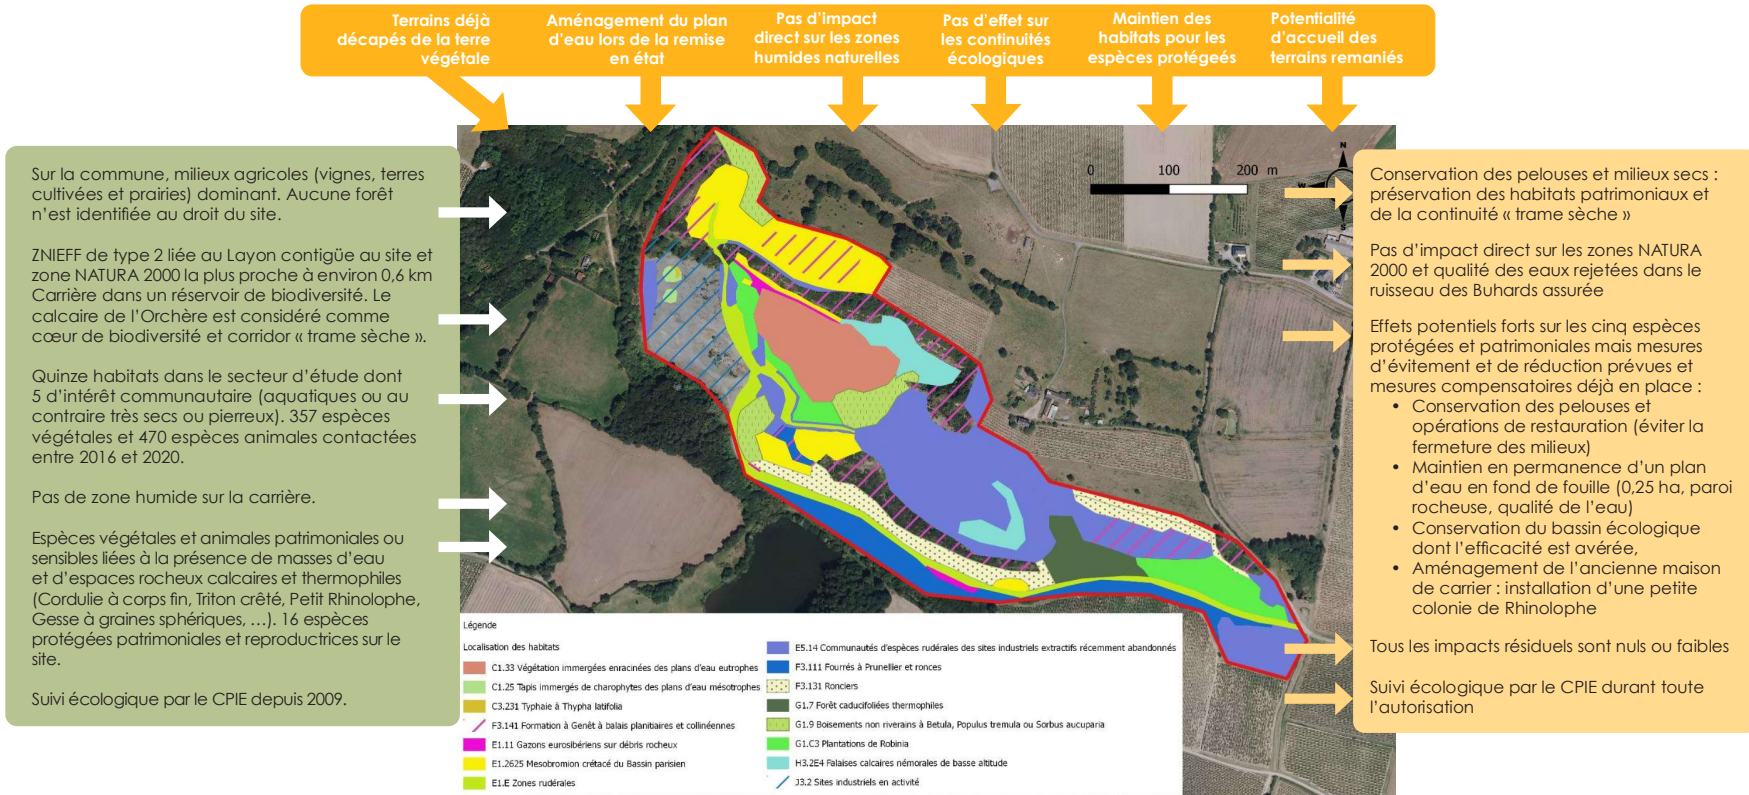 Terrains déjà
décapés de la terre
végétale
Aménagement du plan
d'eau lors de la remise
en état
Pas d'impact
direct sur les zones
humides naturelles
Pas d'effet sur
les continuités
écologiques
Maintien des
habitats pour les
espèces protégeés
Potentialité
d'accueil des
terrains remaniés
Sur la commune, milieux agricoles (vignes, terres
cultivées et prairies) dominant. Aucune forêt
n'est identifiée au droit du site.
ZNIEFF de type 2 liée au Layon contigüe au site et
zone NATURA 2000 la plus proche à environ 0,6 km
Carrière dans un réservoir de biodiversité. Le
calcaire de l'Orchère est considéré comme
cœur de biodiversité et corridor « trame sèche ».
Quinze habitats dans le secteur d'étude dont
5 d'intérêt communautaire (aquatiques ou au
contraire très secs ou pierreux). 357 espèces
végétales et 470 espèces animales contactées
entre 2016 et 2020.
Pas de zone humide sur la carrière.
Espèces végétales et animales patrimoniales ou
sensibles liées à la présence de masses d'eau
et d'espaces rocheux calcaires et thermophiles
(Cordulie à corps fin, Triton crêté, Petit Rhinolophe,
Gesse à graines sphériques, ...). 16 espèces
protégées patrimoniales et reproductrices sur le
site.
Suivi écologique par le CPIE depuis 2009.
0 100 200 m
N
W
S
Légende
Localisation des habitats
C1.33 Végétation immergées enracinées des plans d'eau eutrophes
C1.25 Tapis immergés de charophytes des plans d'eau mésotrophes
C3.231 Typhaie à Thypha latifolia
F3.141 Formation à Genêt à balais planitiaires et collinéennes
E1.11 Gazons eurosibériens sur débris rocheux
E1.2625 Mesobromion crétacé du Bassin parisien
E1.E Zones rudérales
E5.14 Communautés d'espèces rudérales des sites industriels extractifs récemment abandonnés
F3.111 Fourrés à Prunellier et ronces
F3.131 Ronciers
G1.7 Forêt caducifoliées thermophiles
G1.9 Boisements non riverains à Betula, Populus tremula ou Sorbus aucuparia
G1.C3 Plantations de Robinia
H3.2E4 Falaises calcaires némorales de basse altitude
J3.2 Sites industriels en activité
Conservation des pelouses et milieux secs :
préservation des habitats patrimoniaux et
de la continuité « trame sèche »
Pas d'impact direct sur les zones NATURA
2000 et qualité des eaux rejetées dans le
ruisseau des Buhards assurée
Effets potentiels forts sur les cinq espèces
protégées et patrimoniales mais mesures
d'évitement et de réduction prévues et
mesures compensatoires déjà en place :
• Conservation des pelouses et
opérations de restauration (éviter la
fermeture des milieux)
• Maintien en permanence d'un plan
d'eau en fond de fouille (0,25 ha, paroi
rocheuse, qualité de l'eau)
• Conservation du bassin écologique
dont l'efficacité est avérée,
• Aménagement de l'ancienne maison
de carrier : installation d'une petite
colonie de Rhinolophe
Tous les impacts résiduels sont nuls ou faibles
Suivi écologique par le CPIE durant toute
l'autorisation